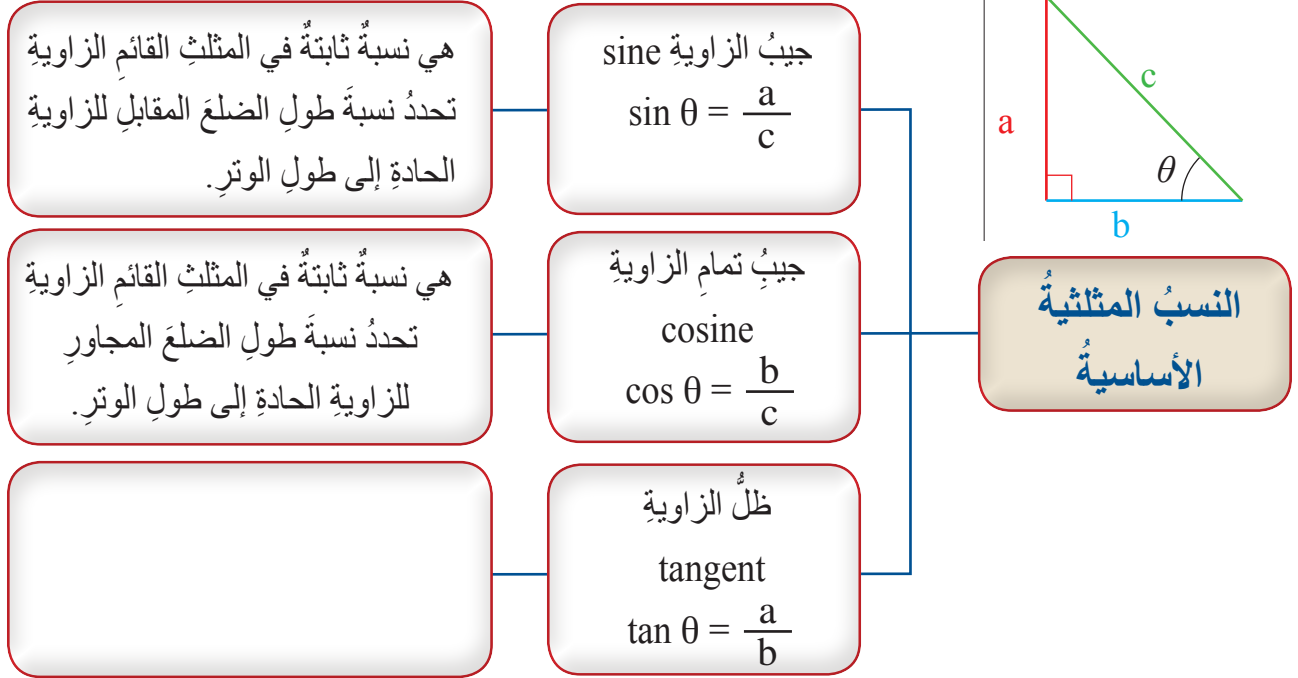 a
c
θ
b
النسبُ المثلثيةُ
الأساسيةُ
جيبُ الزاويةِ sine
sin θ = a/c
هي نسبةٌ ثابتةٌ في المثلثِ القائمِ الزاويةِ
تحددُ نسبةَ طولِ الضلعَ المقابلِ للزاويةِ
الحادةِ إلى طولِ الوترِ.
جيبُِ تمامِ الزاويةِ
cosine
cos θ = b/c
هي نسبةٌ ثابتةٌ في المثلثِ القائمِ الزاويةِ
تحددُ نسبةَ طولِ الضلعَ المجاورِ
للزاويةِ الحادةِ إلى طولِ الوترِ.
ظلُّ الزاويةِ
tangent
tan θ = a/b